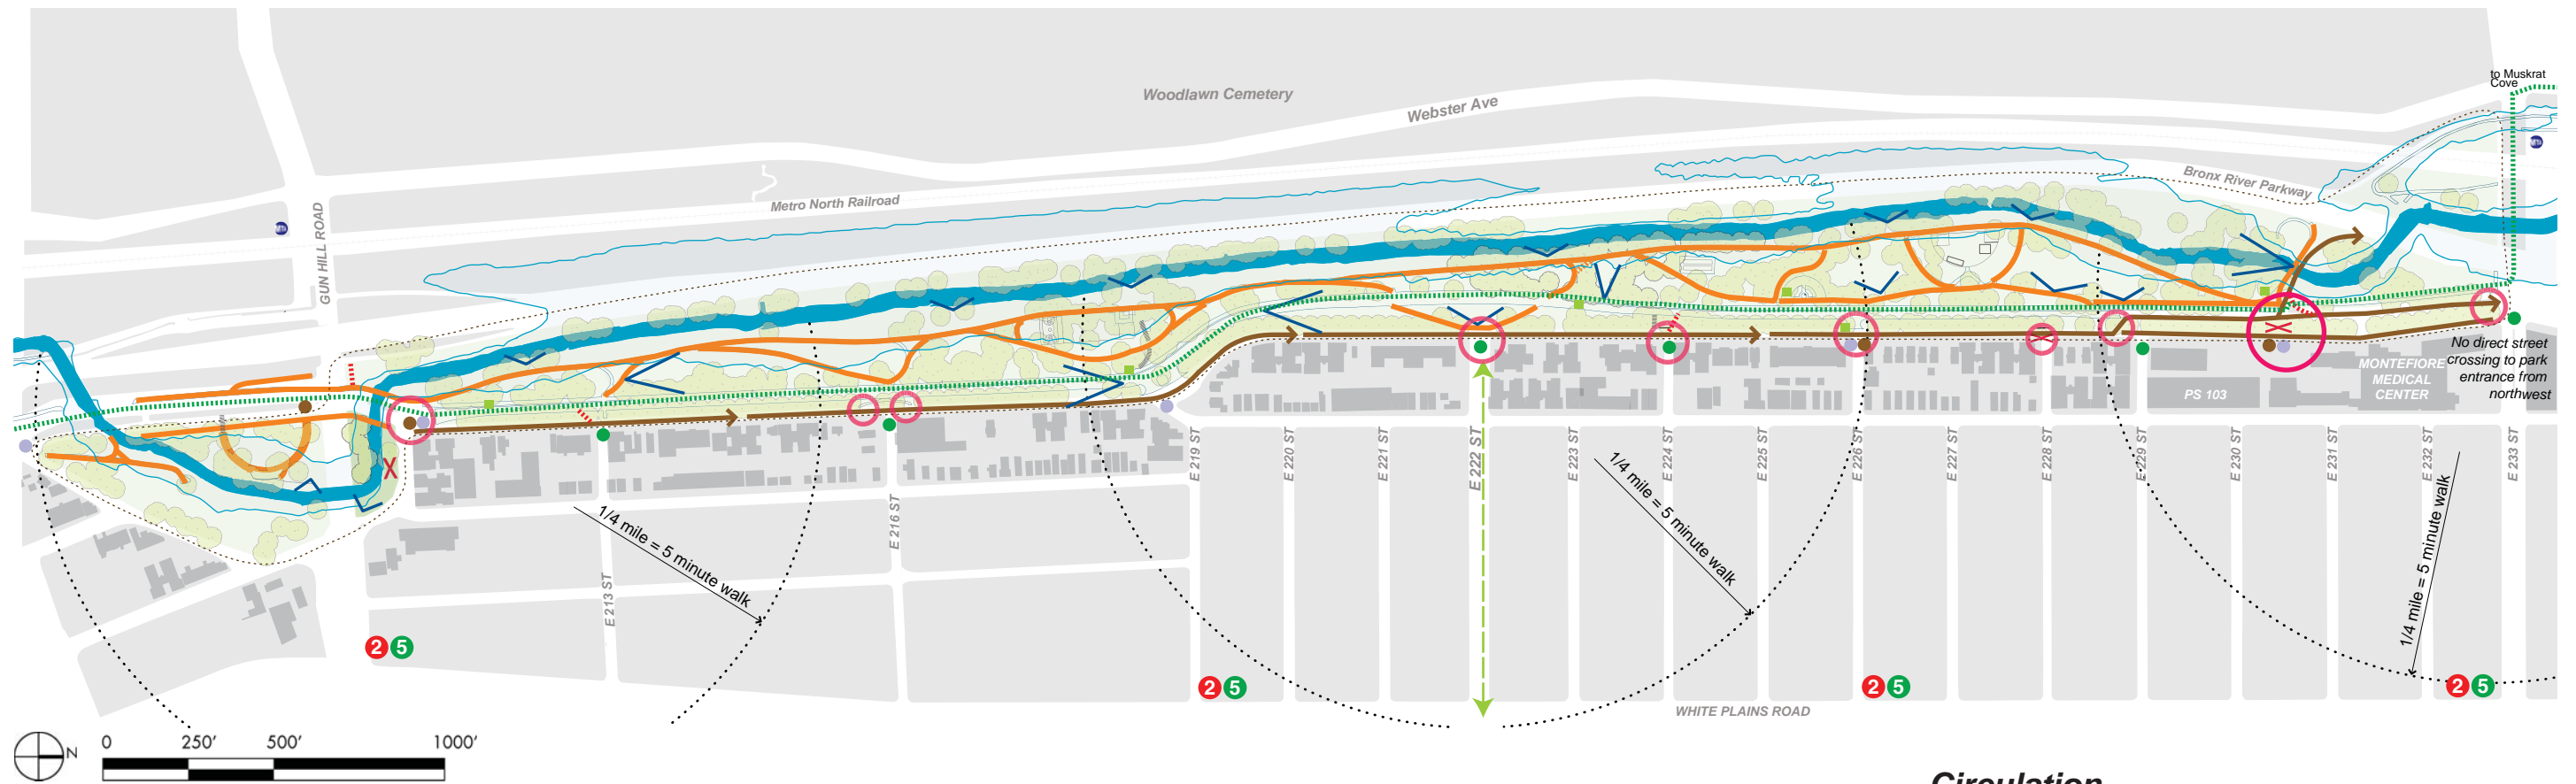 to Muskrat
Cove
Woodlawn Cemetery
Webster Ave
Bronx River Parkway
Metro North Railroad
GUN HILL ROAD
No direct street
crossing to park
entrance from
northwest
MONTEFIORE
MEDICAL
CENTER
PS 103
E 213 ST
E 216 ST
E 219 ST
E 220 ST
E 221 ST
E 222 ST
E 223 ST
E 224 ST
E 225 ST
E 226 ST
E 227 ST
E 228 ST
E 229 ST
E 230 ST
E 231 ST
E 232 ST
E 233 ST
1/4 mile = 5 minute walk
1/4 mile = 5 minute walk
1/4 mile = 5 minute walk
2 5
2 5
2 5
2 5
WHITE PLAINS ROAD
N
0 250' 500' 1000'
Circulation